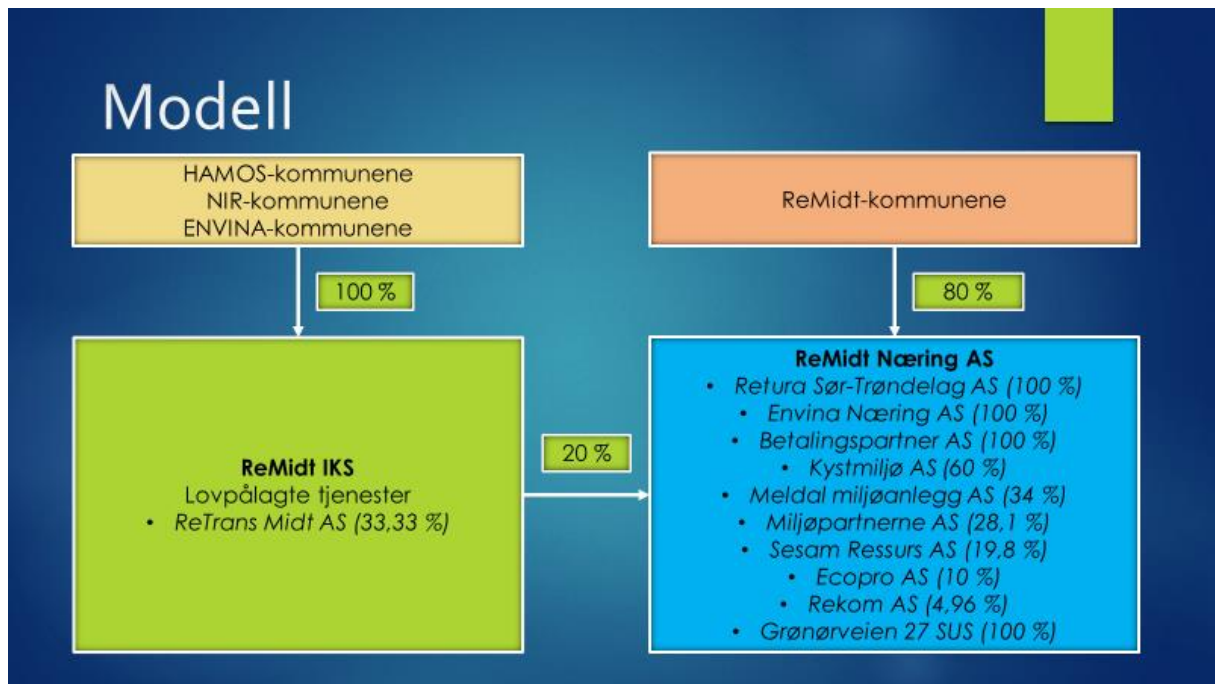 Modell
HAMOS-kommunene
NIR-kommunene
ENVINA-kommunene
ReMidt-kommunene
100 %
80 %
ReMidt IKS
Lovpålagte tjenester
• ReTrans Midt AS (33,33 %)
20 %
ReMidt Næring AS
• Retura Sør-Trøndelag AS (100 %)
• Envina Næring AS (100 %)
• Betalingspartner AS (100 %)
• Kystmiljø AS (60 %)
• Meldal miljøanlegg AS (34 %)
• Miljøpartnerne AS (28,1 %)
• Sesam Ressurs AS (19,8 %)
• Ecopro AS (10 %)
• Rekom AS (4,96 %)
• Grønørveien 27 SUS (100 %)